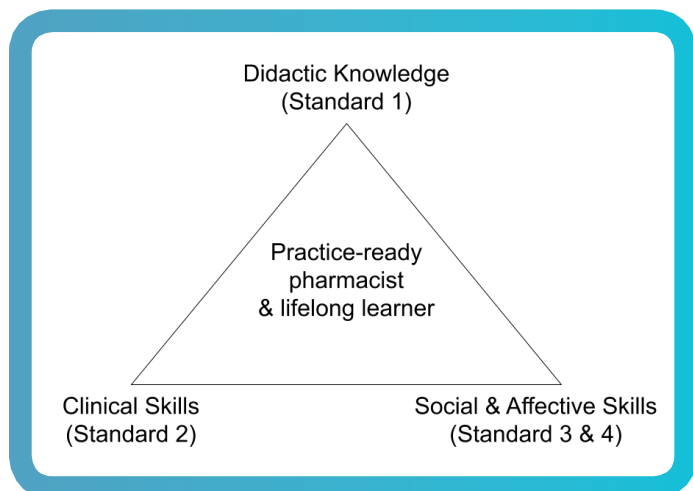 Didactic Knowledge
(Standard 1)
Practice-ready
pharmacist
& lifelong learner
Clinical Skills
(Standard 2)
Social & Affective Skills
(Standard 3 & 4)